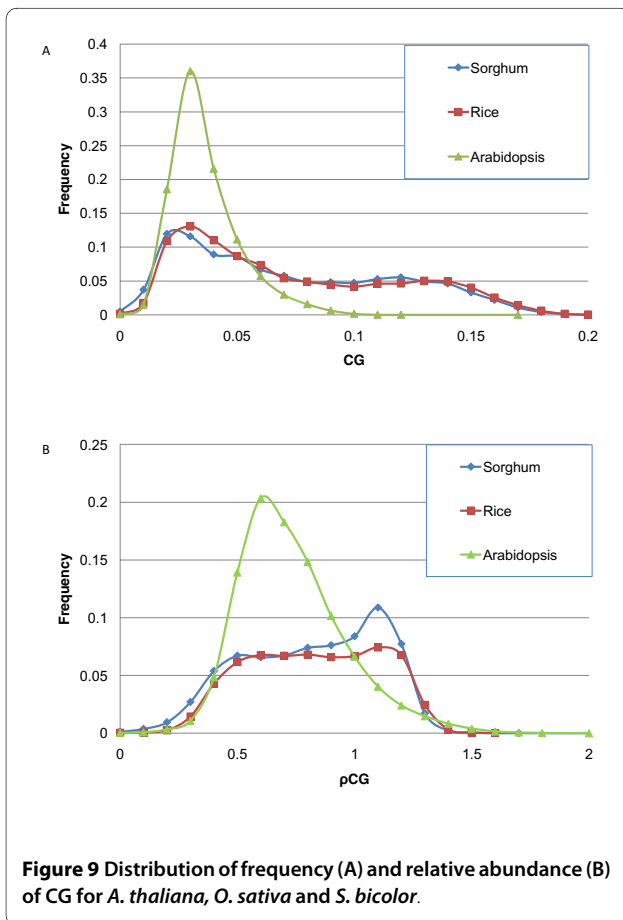 A
0.4
0.35
0.3
0.25
0.2
0.15
0.1
0.05
0
Frequency
0 0.05 0.1 0.15 0.2
CG
Sorghum
Rice
Arabidopsis
B
0.25
0.2
0.15
0.1
0.05
0
Frequency
0 0.5 1 1.5 2
ρCG
Sorghum
Rice
Arabidopsis
Figure 9 Distribution of frequency (A) and relative abundance (B)
of CG for A. thaliana, O. sativa and S. bicolor.